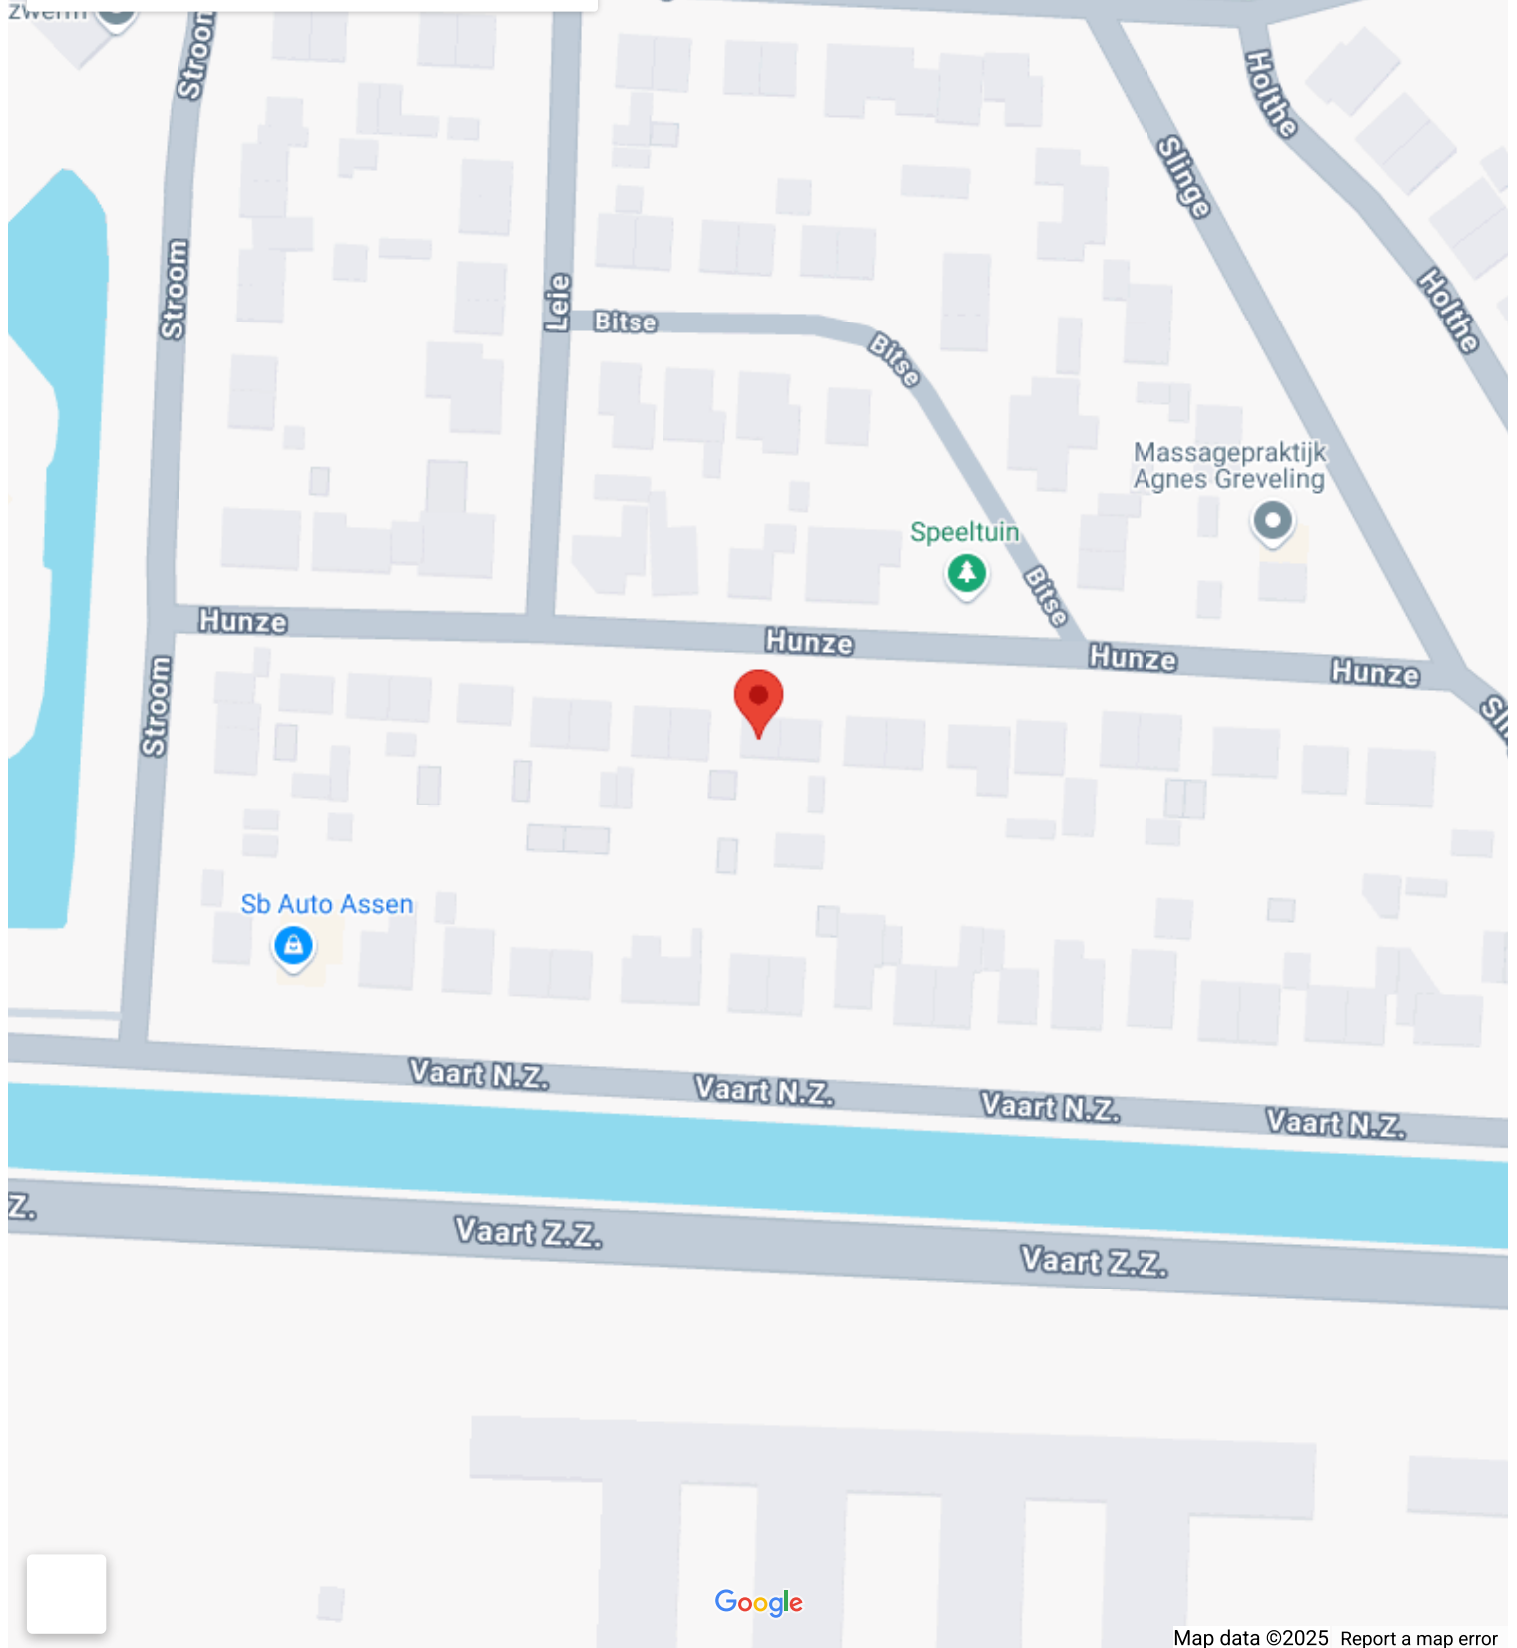 Stroom
Holthe
Slinge
Stroom
Leie
Holthe
Bitse
Bitse
Massagepraktijk
Agnes Greveling
Speeltuin
Bitse
Hunze
Hunze
Hunze
Hunze
Stroom
Sb Auto Assen
Vaart N.Z.
Vaart N.Z.
Vaart N.Z.
Vaart N.Z.
Z.
Vaart Z.Z.
Vaart Z.Z.
Google
Map data ©2025 Report a map error